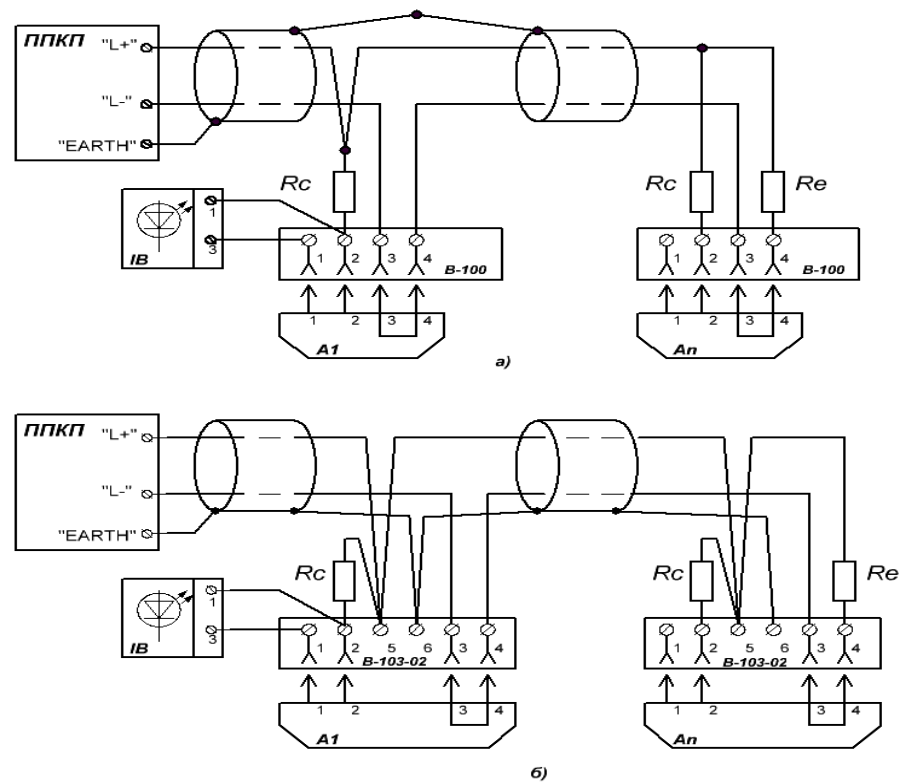 ППКП "L+"
"L-"
"EARTH"
Rc Rc Re
1
3
IB
1 2 3 4 B-100
1 2 3 4 B-100
1 2 3 4
A1
1 2 3 4
An
а)
ППКП "L+"
"L-"
"EARTH"
Rc Rc Re
1
3
IB
1 2 5 6 3 4
B-103-02
1 2 5 6 3 4
B-103-02
1 2 3 4
A1
1 2 3 4
An
б)